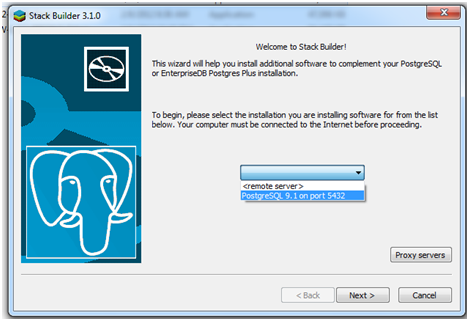 Stack Builder 3.1.0
Welcome to Stack Builder!
This wizard will help you install additional software to complement your PostgreSQL
or EnterpriseDB Postgres Plus installation.
To begin, please select the installation you are installing software for from the list
below. Your computer must be connected to the Internet before proceeding.
<remote server>
PostgreSQL 9.1 on port 5432
Proxy servers
< Back
Next >
Cancel